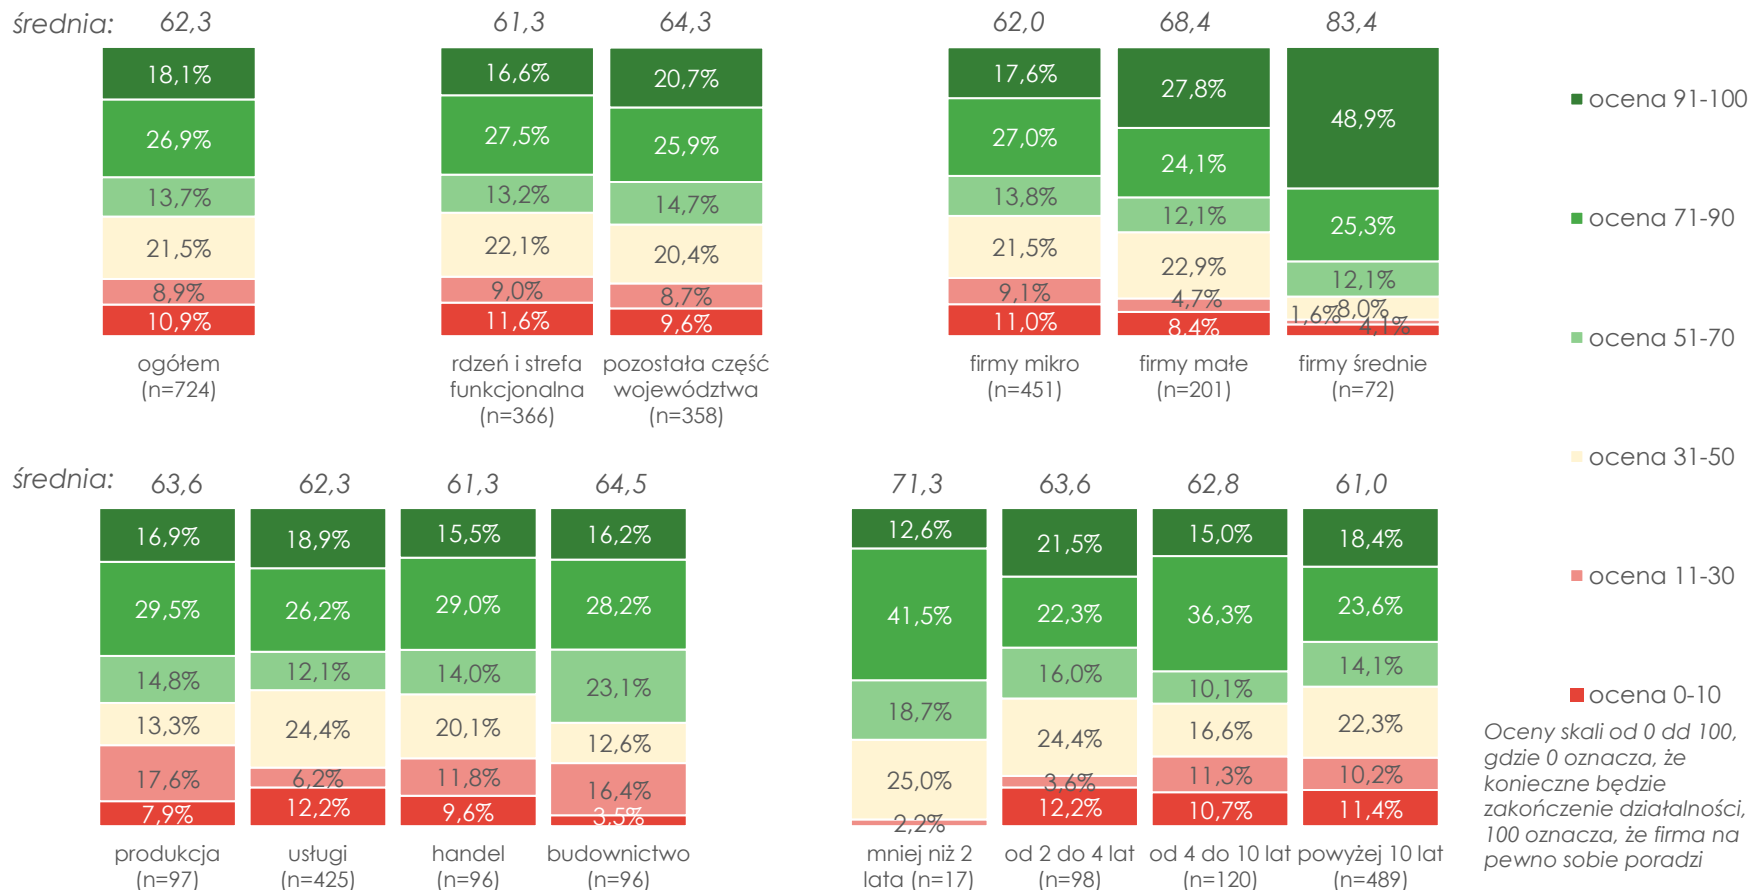 średnia: 62,3 61,3 64,3 62,0 68,4 83,4
18,1%
26,9%
13,7%
21,5%
8,9%
10,9%
ogółem
(n=724)
16,6%
27,5%
13,2%
22,1%
9,0%
11,6%
rdzeń i strefa
funkcjonalna
(n=366)
20,7%
25,9%
14,7%
20,4%
8,7%
9,6%
pozostała część
województwa
(n=358)
17,6%
27,0%
13,8%
21,5%
9,1%
11,0%
firmy mikro
(n=451)
27,8%
24,1%
12,1%
22,9%
4,7%
8,4%
firmy małe
(n=201)
48,9%
25,3%
12,1%
8,0%
1,6%
4,1%
firmy średnie
(n=72)
średnia: 63,6 62,3 61,3 64,5 71,3 63,6 62,8 61,0
16,9%
29,5%
14,8%
13,3%
17,6%
7,9%
produkcja
(n=97)
18,9%
26,2%
12,1%
24,4%
6,2%
12,2%
usługi
(n=425)
15,5%
29,0%
14,0%
20,1%
11,8%
9,6%
handel
(n=96)
16,2%
28,2%
23,1%
12,6%
16,4%
3,5%
budownictwo
(n=96)
12,6%
41,5%
18,7%
25,0%
2,2%
mniej niż 2
lata (n=17)
21,5%
22,3%
16,0%
24,4%
3,6%
12,2%
od 2 do 4 lat
(n=98)
15,0%
36,3%
10,1%
16,6%
11,3%
10,7%
od 4 do 10 lat
(n=120)
18,4%
23,6%
14,1%
22,3%
10,2%
11,4%
powyżej 10 lat
(n=489)
ocena 91-100
ocena 71-90
ocena 51-70
ocena 31-50
ocena 11-30
ocena 0-10
Oceny skali od 0 dd 100,
gdzie 0 oznacza, że
konieczne będzie
zakończenie działalności,
100 oznacza, że firma na
pewno sobie poradzi